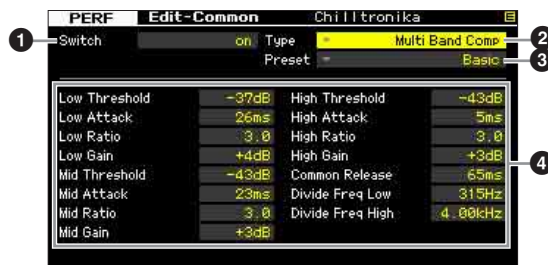 PERF Edit-Common Chilltronika
1 Switch on Type Multi Band Comp 2
Preset Basic 3
Low Threshold -37dB High Threshold -43dB
Low Attack 26ms High Attack 5ms
Low Ratio 3.0 High Ratio 3.0
Low Gain +4dB High Gain +3dB
Mid Threshold -43dB Common Release 65ms
Mid Attack 23ms Divide Freq Low 315Hz
Mid Ratio 3.0 Divide Freq High 4.00kHz
Mid Gain +3dB
4